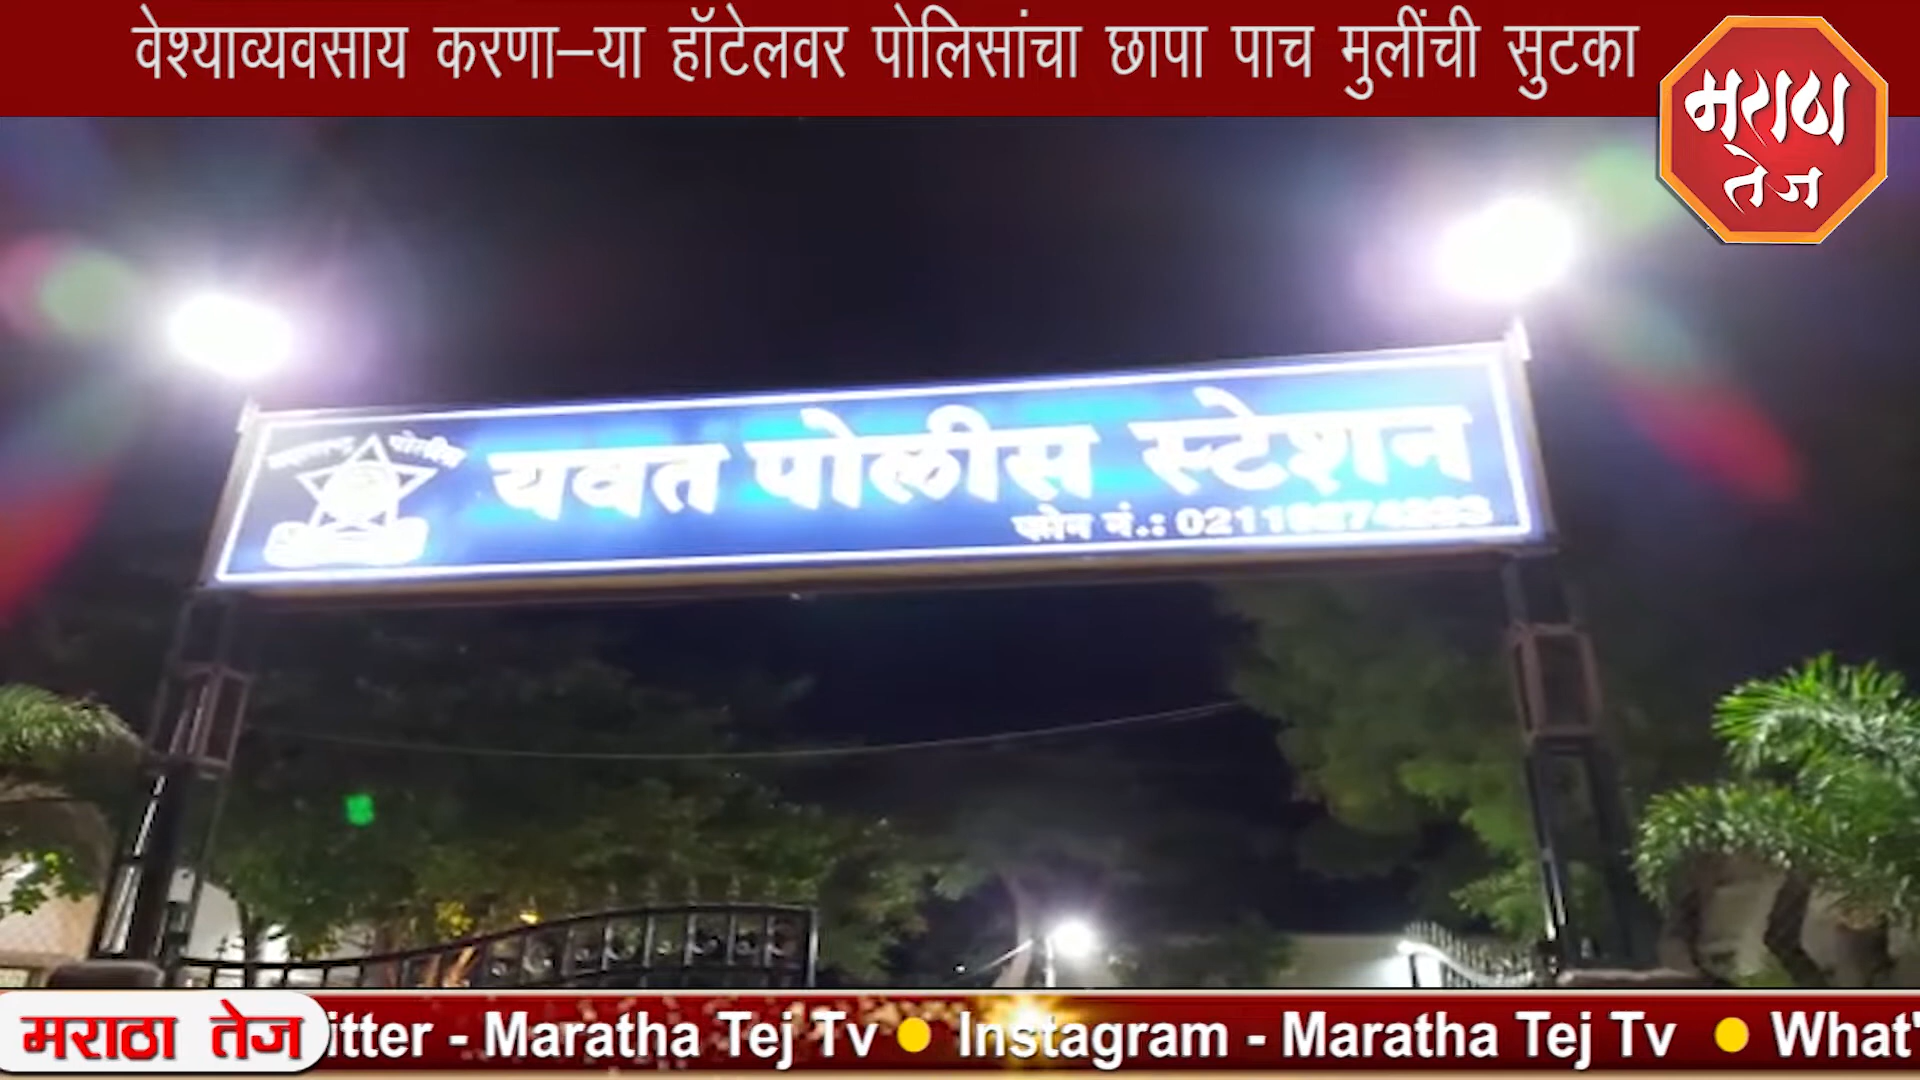 वेश्याव्यवसाय करणा–या हॉटेलवर पोलिसांचा छापा पाच मुलींची सुटका
मराठा
तेज
पोलीस
यवत पोलीस स्टेशन
फोन नं.:
मराठा तेज
itter - Maratha Tej Tv ● Instagram - Maratha Tej Tv ● What'